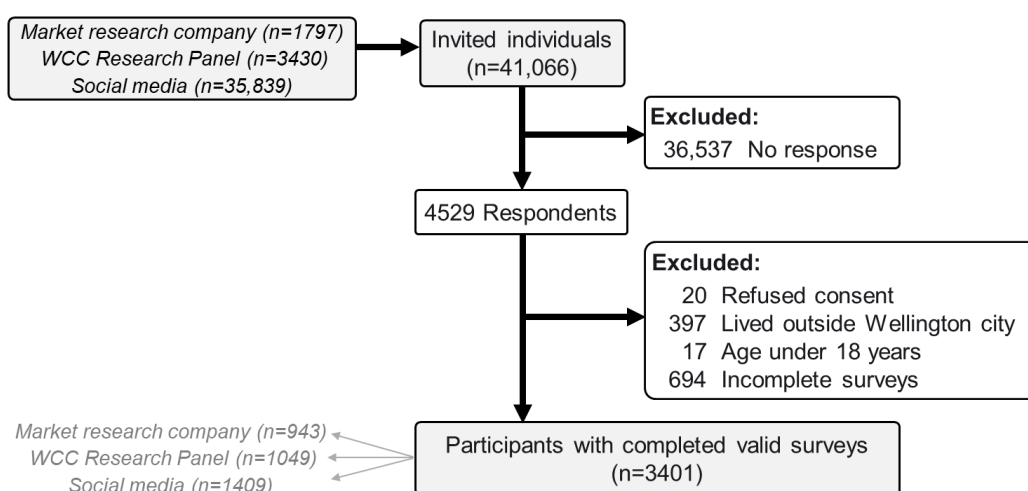 Market research company (n=1797)
WCC Research Panel (n=3430)
Social media (n=35,839)
Invited individuals
(n=41,066)
Excluded:
36,537 No response
4529 Respondents
Excluded:
20 Refused consent
397 Lived outside Wellington city
17 Age under 18 years
694 Incomplete surveys
Participants with completed valid surveys
(n=3401)
Market research company (n=943)
WCC Research Panel (n=1049)
Social media (n=1409)